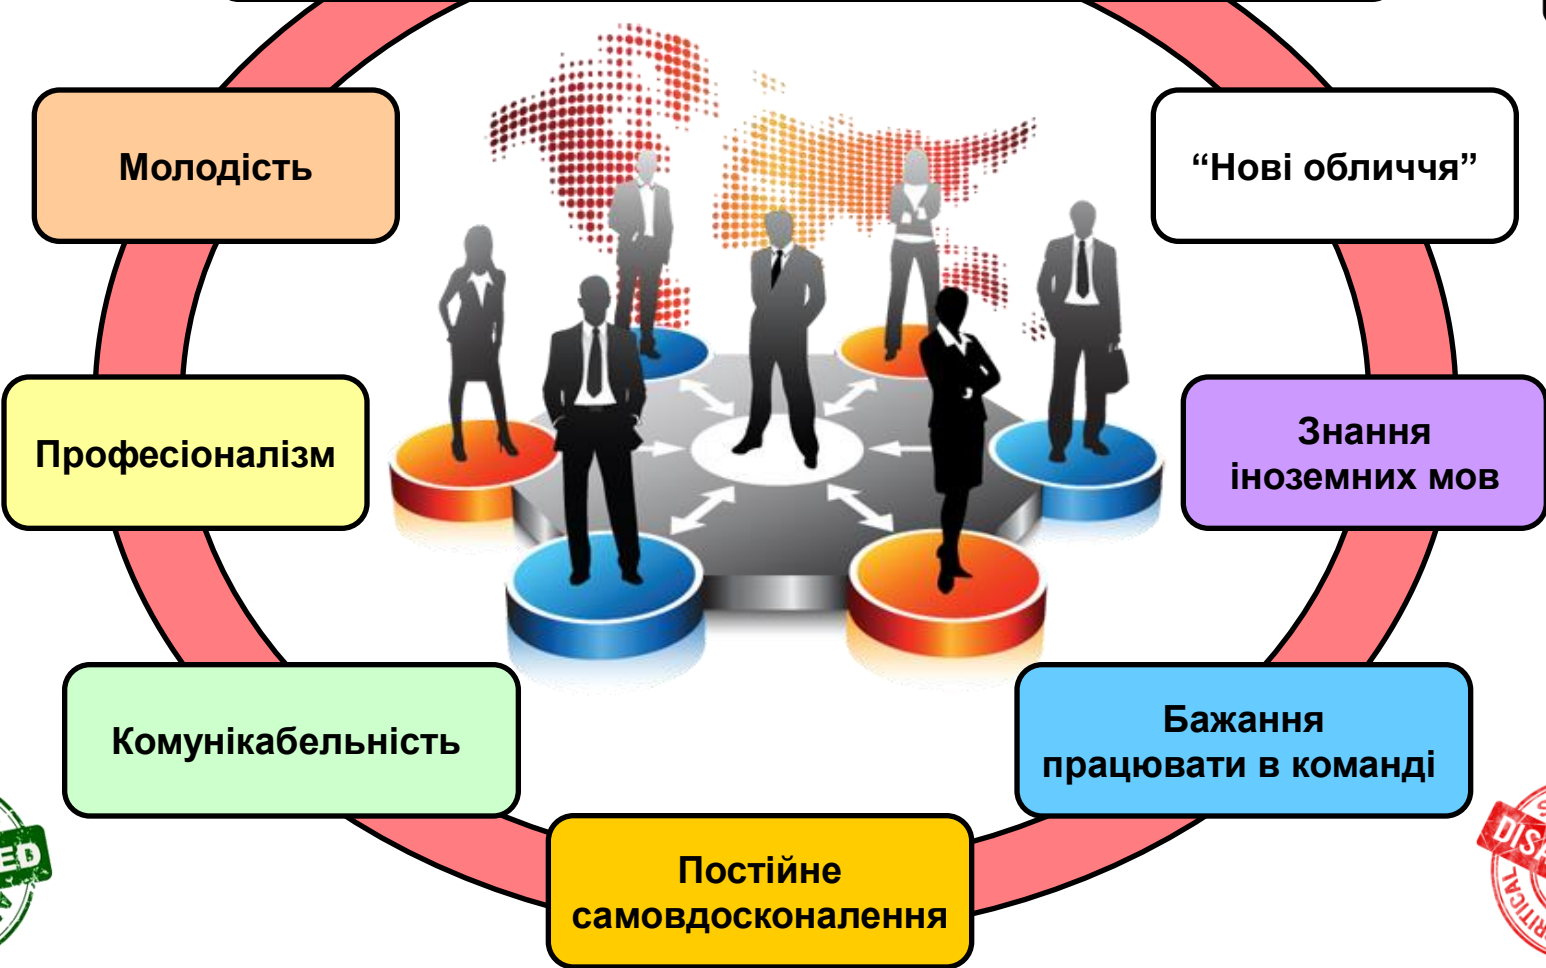 Молодість
“Нові обличчя”
Професіоналізм
Знання
іноземних мов
Комунікабельність
Бажання
працювати в команді
Постійне
самовдосконалення